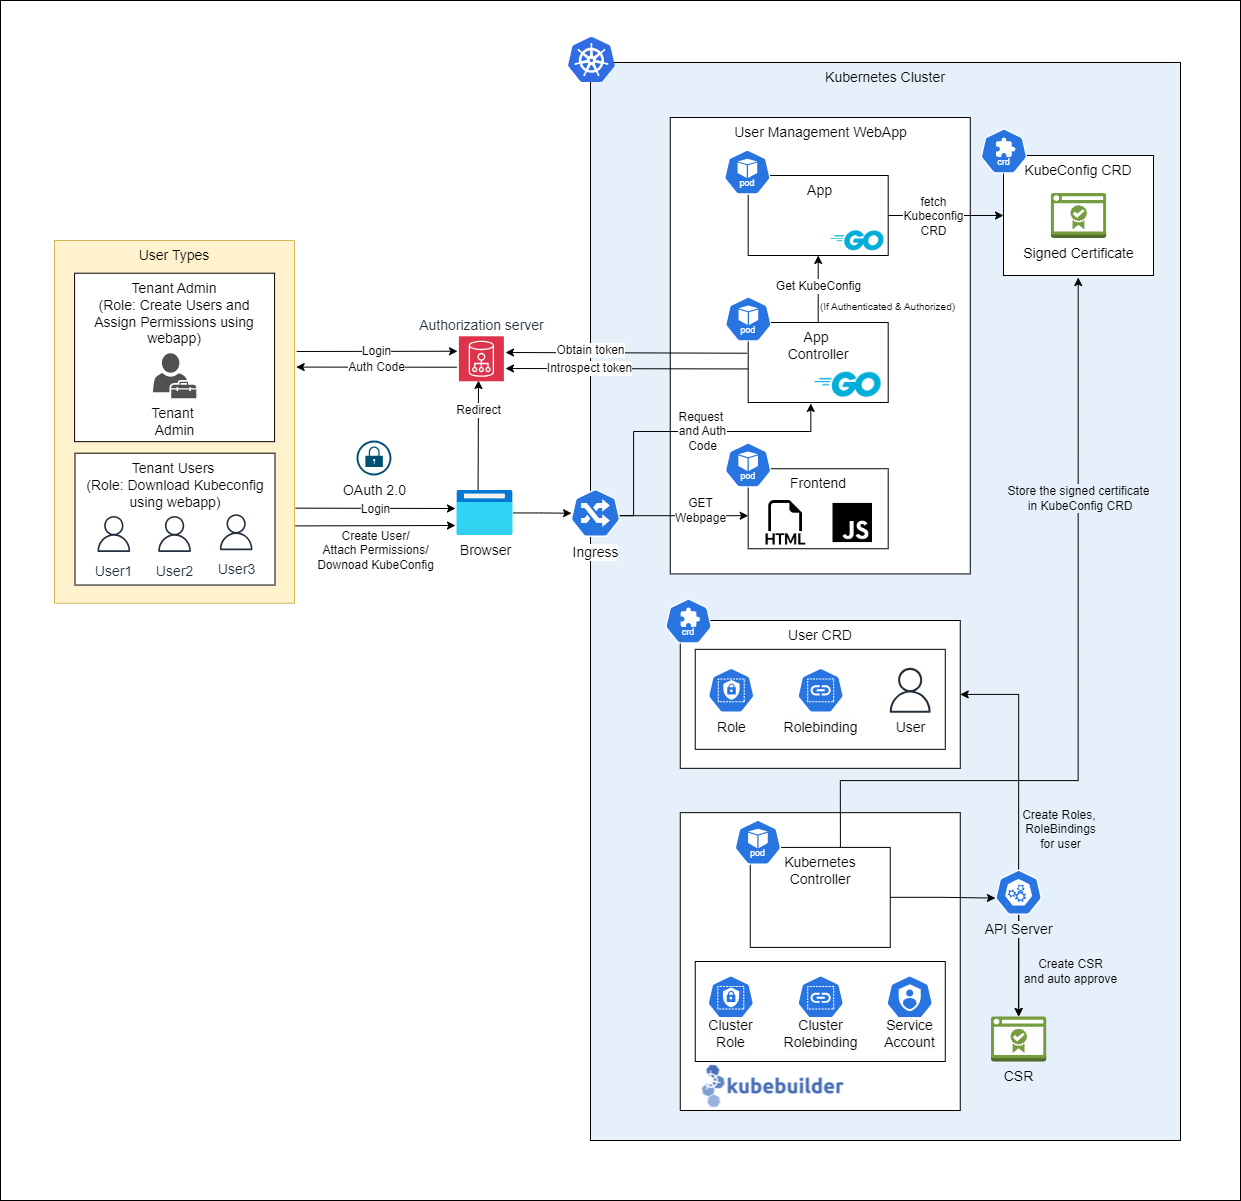 Kubernetes Cluster
User Management WebApp
pod
App
GO
fetch
Kubeconfig
CRD
crd
KubeConfig CRD
Signed Certificate
Get KubeConfig
(If Authenticated & Authorized)
pod
App
Controller
GO
User Types
Tenant Admin
(Role: Create Users and
Assign Permissions using
webapp)
Tenant
Admin
Tenant Users
(Role: Download Kubeconfig
using webapp)
User1
User2
User3
Authorization server
Login
Auth Code
Obtain token
Introspect token
Redirect
OAuth 2.0
Login
Create User/
Attach Permissions/
Downoad KubeConfig
Browser
Ingress
Request
and Auth
Code
GET
Webpage
pod
Frontend
HTML
JS
Store the signed certificate
in KubeConfig CRD
crd
User CRD
Role
Rolebinding
User
Create Roles,
RoleBindings
for user
pod
Kubernetes
Controller
API Server
Create CSR
and auto approve
CSR
Cluster
Role
Cluster
Rolebinding
Service
Account
kubebuilder